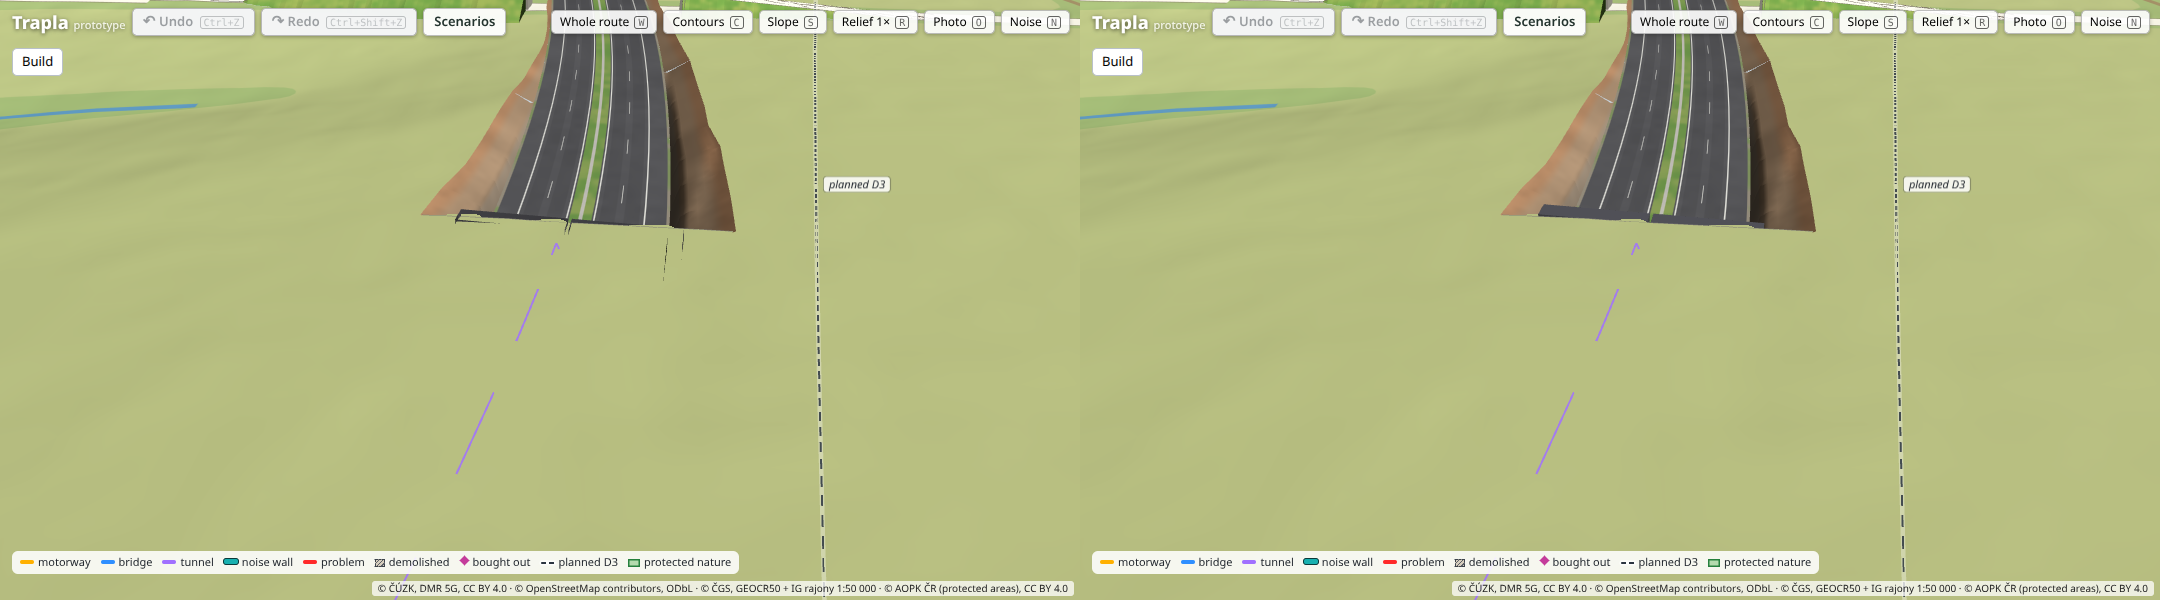 Trapla prototype
↶ Undo Ctrl+Z
↷ Redo Ctrl+Shift+Z
Scenarios
Whole route W
Contours C
Slope S
Relief 1× R
Photo O
Noise N
Build
planned D3
motorway
bridge
tunnel
noise wall
problem
demolished
bought out
planned D3
protected nature
© ČÚZK, DMR 5G, CC BY 4.0 · © OpenStreetMap contributors, ODbL · © ČGS, GEOCR50 + IG rajony 1:50 000 · © AOPK ČR (protected areas), CC BY 4.0
Trapla prototype
↶ Undo Ctrl+Z
↷ Redo Ctrl+Shift+Z
Scenarios
Whole route W
Contours C
Slope S
Relief 1× R
Photo O
Noise N
Build
planned D3
motorway
bridge
tunnel
noise wall
problem
demolished
bought out
planned D3
protected nature
© ČÚZK, DMR 5G, CC BY 4.0 · © OpenStreetMap contributors, ODbL · © ČGS, GEOCR50 + IG rajony 1:50 000 · © AOPK ČR (protected areas), CC BY 4.0